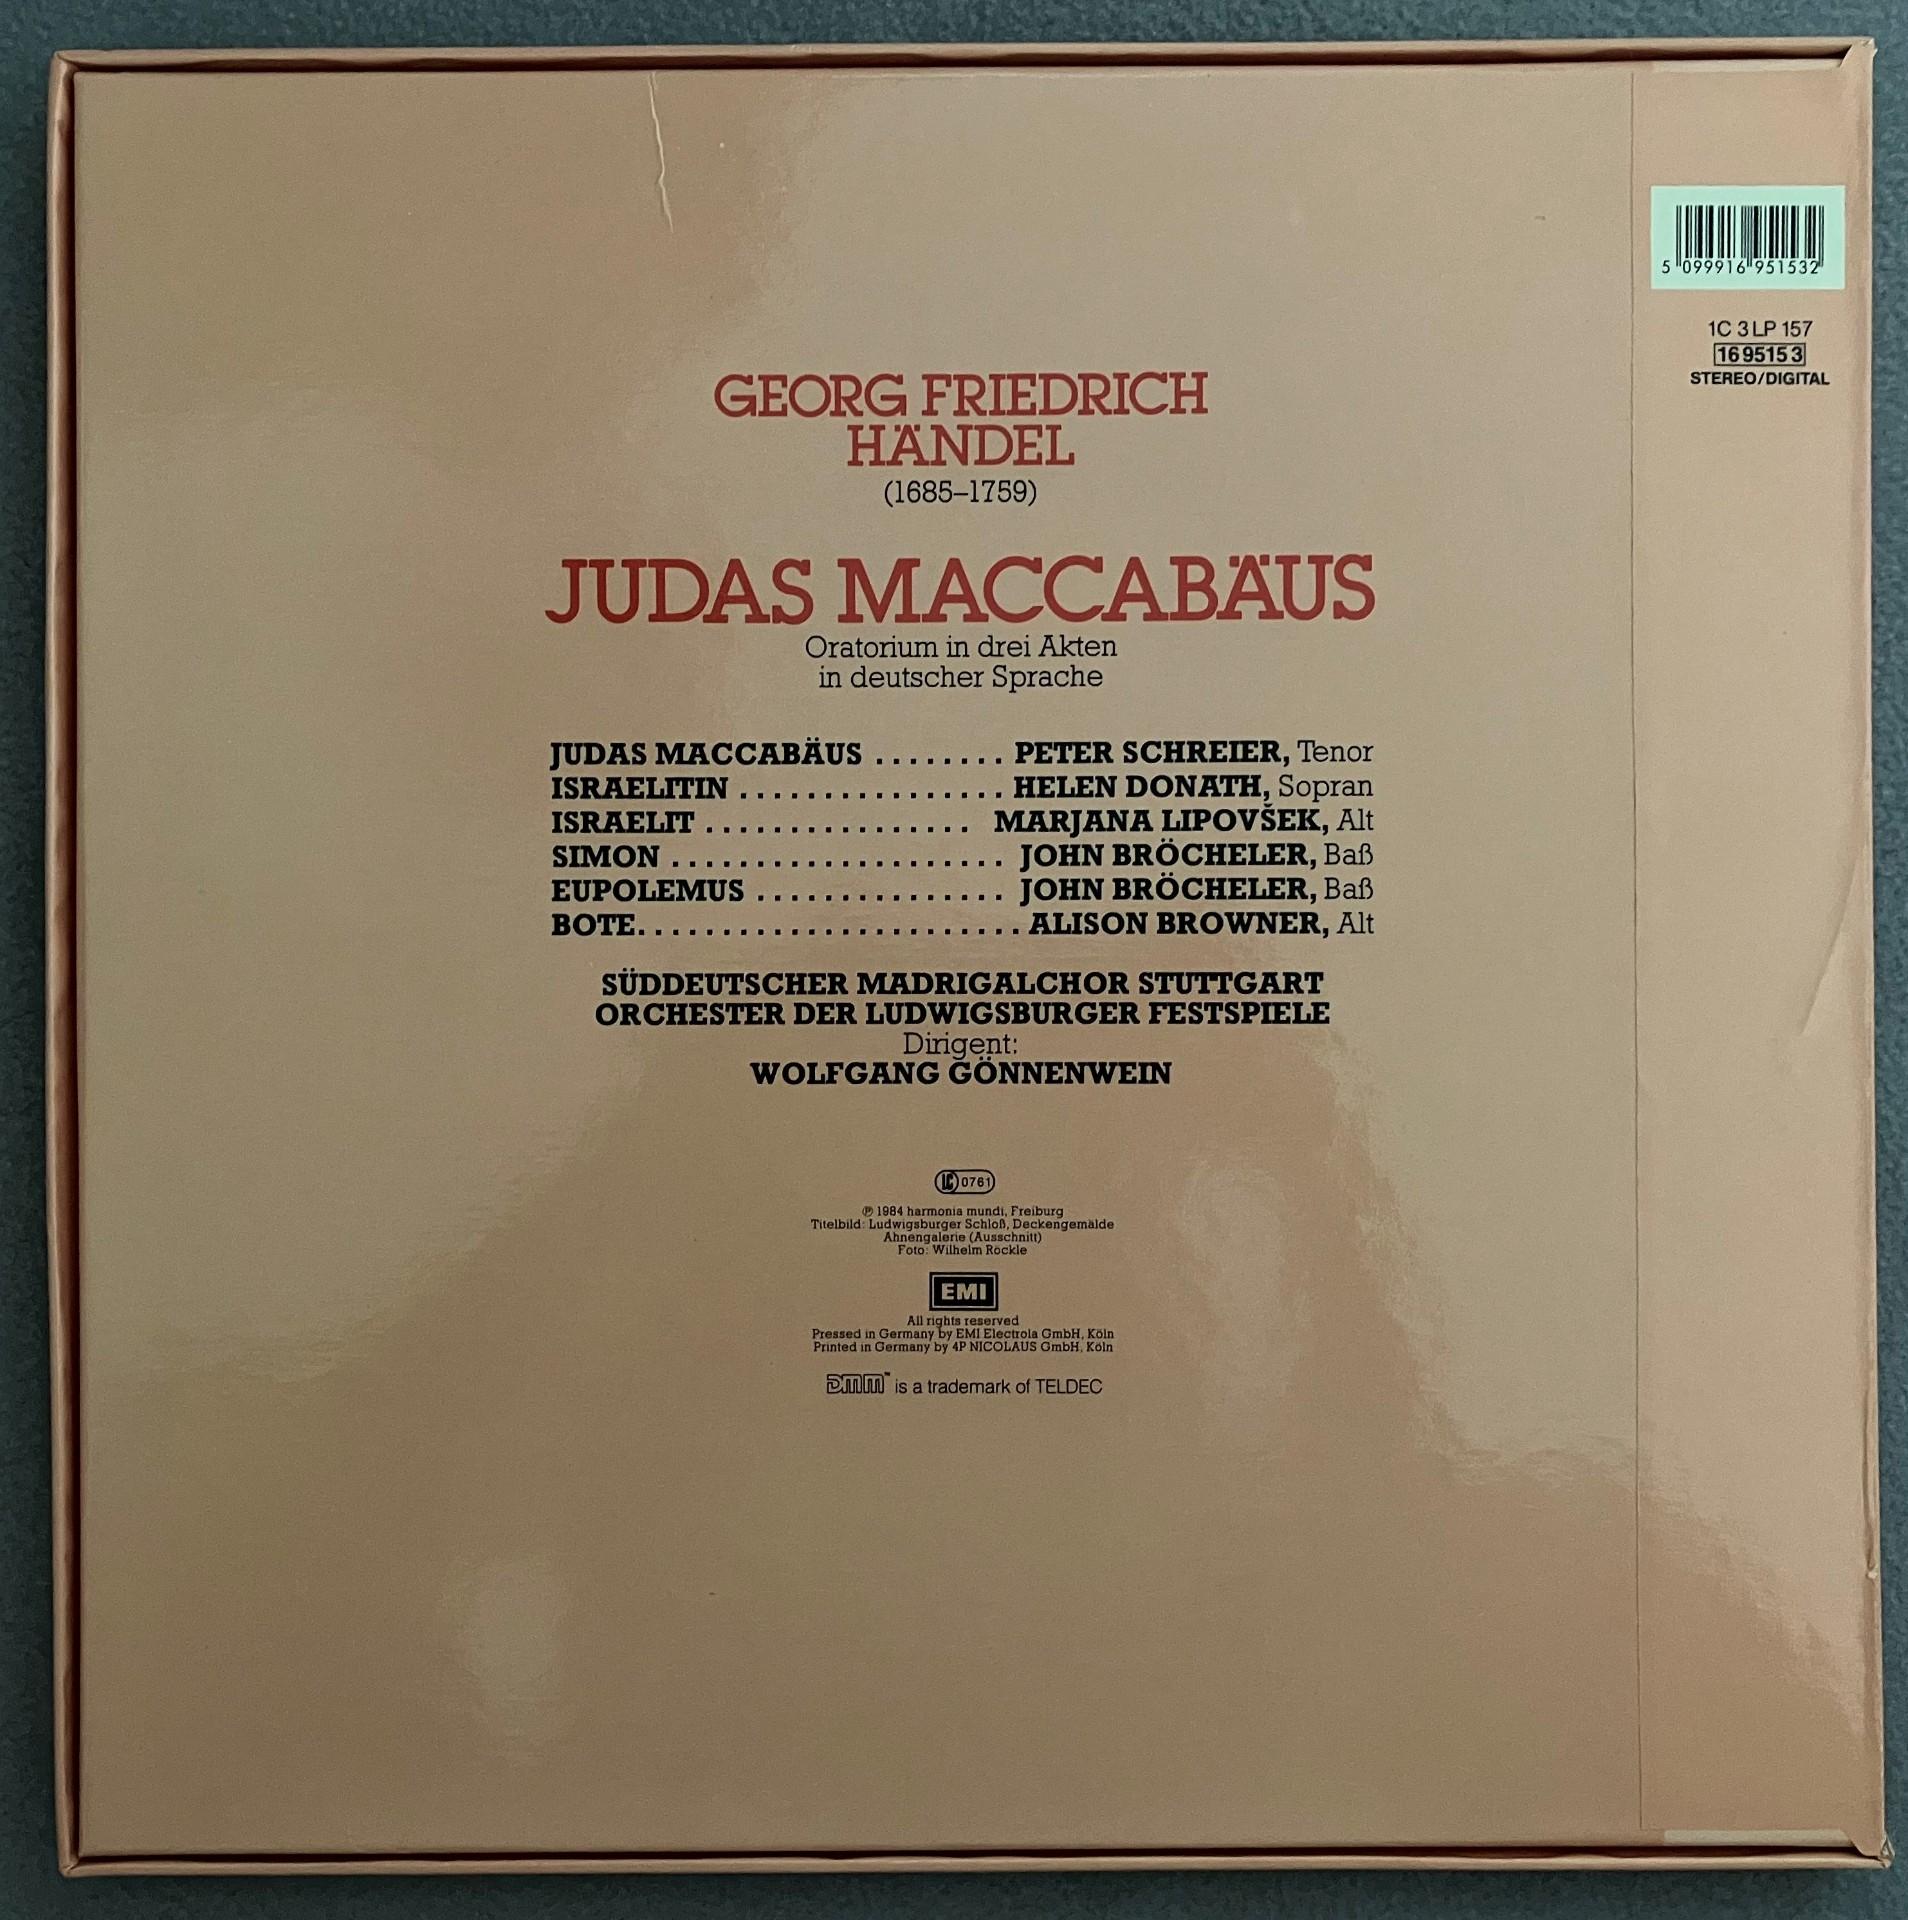 5 099916 951532
1C 3 LP 157
16 9515 3
STEREO/DIGITAL
GEORG FRIEDRICH
HÄNDEL
(1685–1759)
JUDAS MACCABÄUS
Oratorium in drei Akten
in deutscher Sprache
JUDAS MACCABÄUS ........ PETER SCHREIER, Tenor
ISRAELITIN ................ HELEN DONATH, Sopran
ISRAELIT ................ MARJANA LIPOVŠEK, Alt
SIMON .................... JOHN BRÖCHELER, Baß
EUPOLEMUS ............... JOHN BRÖCHELER, Baß
BOTE....................... ALISON BROWNER, Alt
SÜDDEUTSCHER MADRIGALCHOR STUTTGART
ORCHESTER DER LUDWIGSBURGER FESTSPIELE
Dirigent:
WOLFGANG GÖNNENWEIN
LC 0761
℗ 1984 harmonia mundi, Freiburg
Titelbild: Ludwigsburger Schloß, Deckengemälde
Ahnengalerie (Ausschnitt)
Foto: Wilhelm Röckle
EMI
All rights reserved
Pressed in Germany by EMI Electrola GmbH, Köln
Printed in Germany by 4P NICOLAUS GmbH, Köln
DMM™ is a trademark of TELDEC